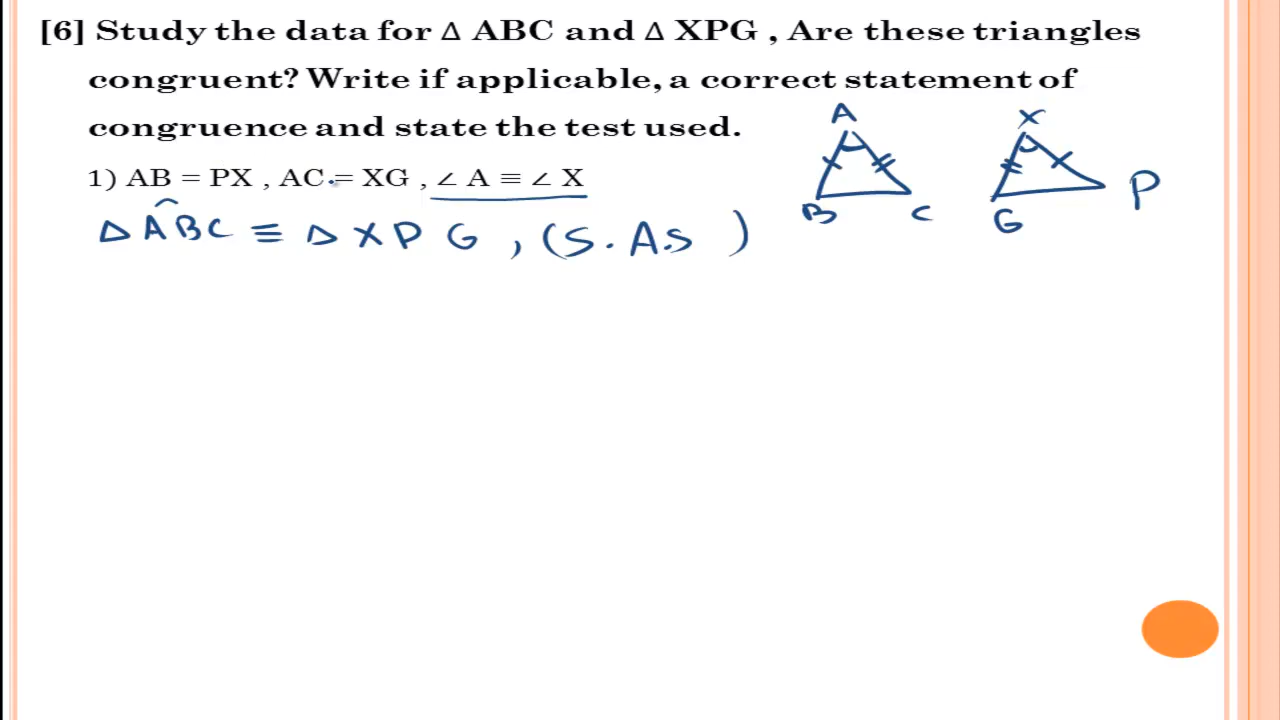 [6] Study the data for Δ ABC and Δ XPG , Are these triangles
congruent? Write if applicable, a correct statement of
congruence and state the test used.
1) AB = PX , AC = XG , ∠ A ≡ ∠ X
Δ ABC ≡ Δ XPG , (S.A.S)
A
B
C
X
G
P